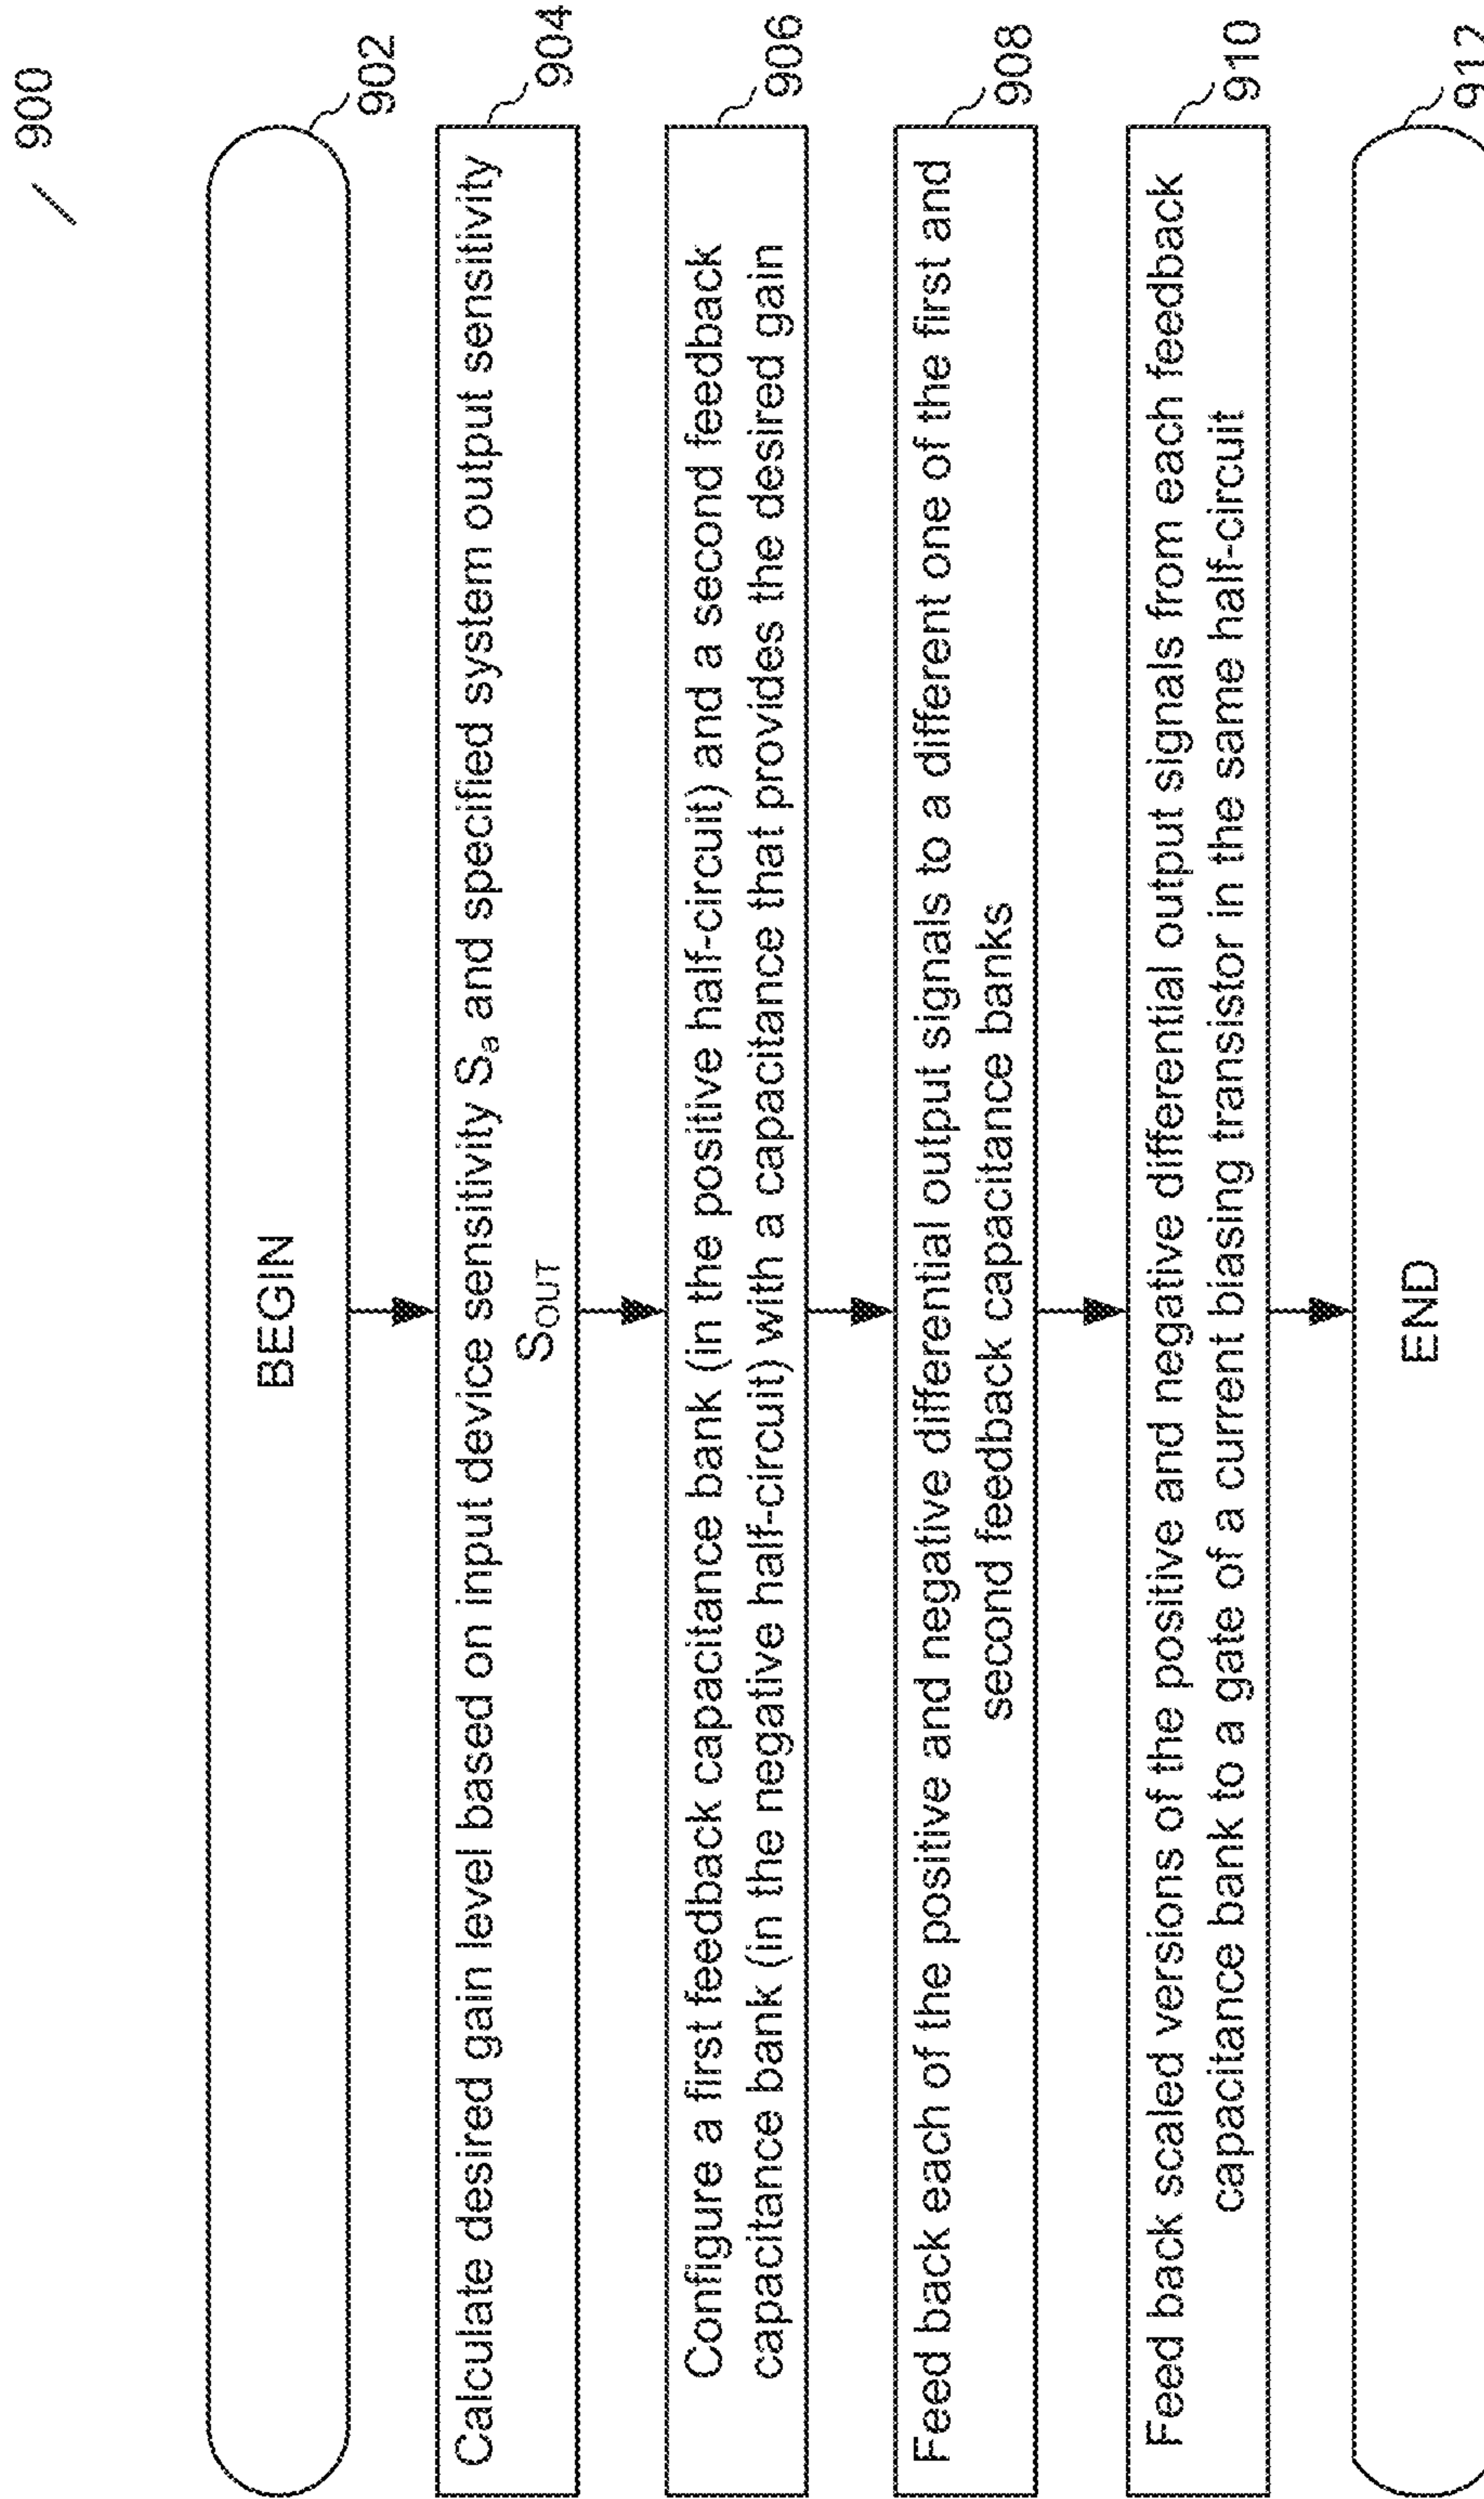 900
BEGIN
902
Calculate desired gain level based on input device sensitivity Sa and specified system output sensitivity
SOUT
904
Configure a first feedback capacitance bank (in the positive half-circuit) and a second feedback
capacitance bank (in the negative half-circuit) with a capacitance that provides the desired gain
906
Feed back each of the positive and negative differential output signals to a different one of the first and
second feedback capacitance banks
908
Feed back scaled versions of the positive and negative differential output signals from each feedback
capacitance bank to a gate of a current biasing transistor in the same half-circuit
910
END
912